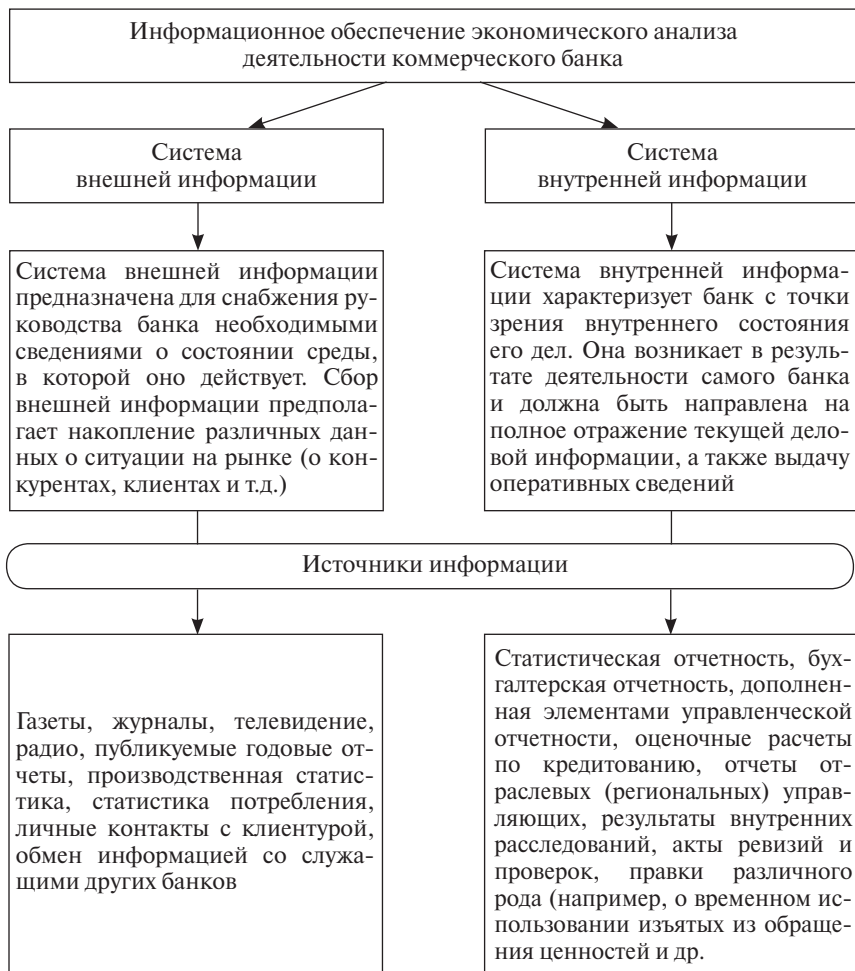 Информационное обеспечение экономического анализа
деятельности коммерческого банка
Система
внешней информации
Система
внутренней информации
Система внешней информации
предназначена для снабжения ру-
ководства банка необходимыми
сведениями о состоянии среды,
в которой оно действует. Сбор
внешней информации предпола-
гает накопление различных дан-
ных о ситуации на рынке (о кон-
курентах, клиентах и т.д.)
Система внутренней информа-
ции характеризует банк с точки
зрения внутреннего состояния
его дел. Она возникает в резуль-
тате деятельности самого банка
и должна быть направлена на
полное отражение текущей дело-
вой информации, а также выдачу
оперативных сведений
Источники информации
Газеты, журналы, телевидение,
радио, публикуемые годовые от-
четы, производственная статис-
тика, статистика потребления,
личные контакты с клиентурой,
обмен информацией со служа-
щими других банков
Статистическая отчетность, бух-
галтерская отчетность, дополнен-
ная элементами управленческой
отчетности, оценочные расчеты
по кредитованию, отчеты от-
раслевых (региональных) управ-
ляющих, результаты внутренних
расследований, акты ревизий и
проверок, правки различного
рода (например, о временном ис-
пользовании изъятых из обраще-
ния ценностей и др.